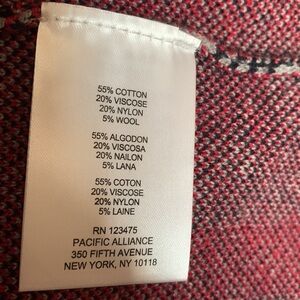 55% COTTON
20% VISCOSE
20% NYLON
5% WOOL
55% ALGODON
20% VISCOSA
20% NAILON
5% LANA
55% COTON
20% VISCOSE
20% NYLON
5% LAINE
RN 123475
PACIFIC ALLIANCE
350 FIFTH AVENUE
NEW YORK, NY 10118